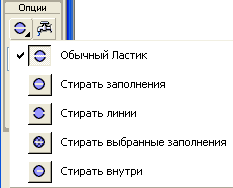 Опции
Обычный Ластик
Стирать заполнения
Стирать линии
Стирать выбранные заполнения
Стирать внутри